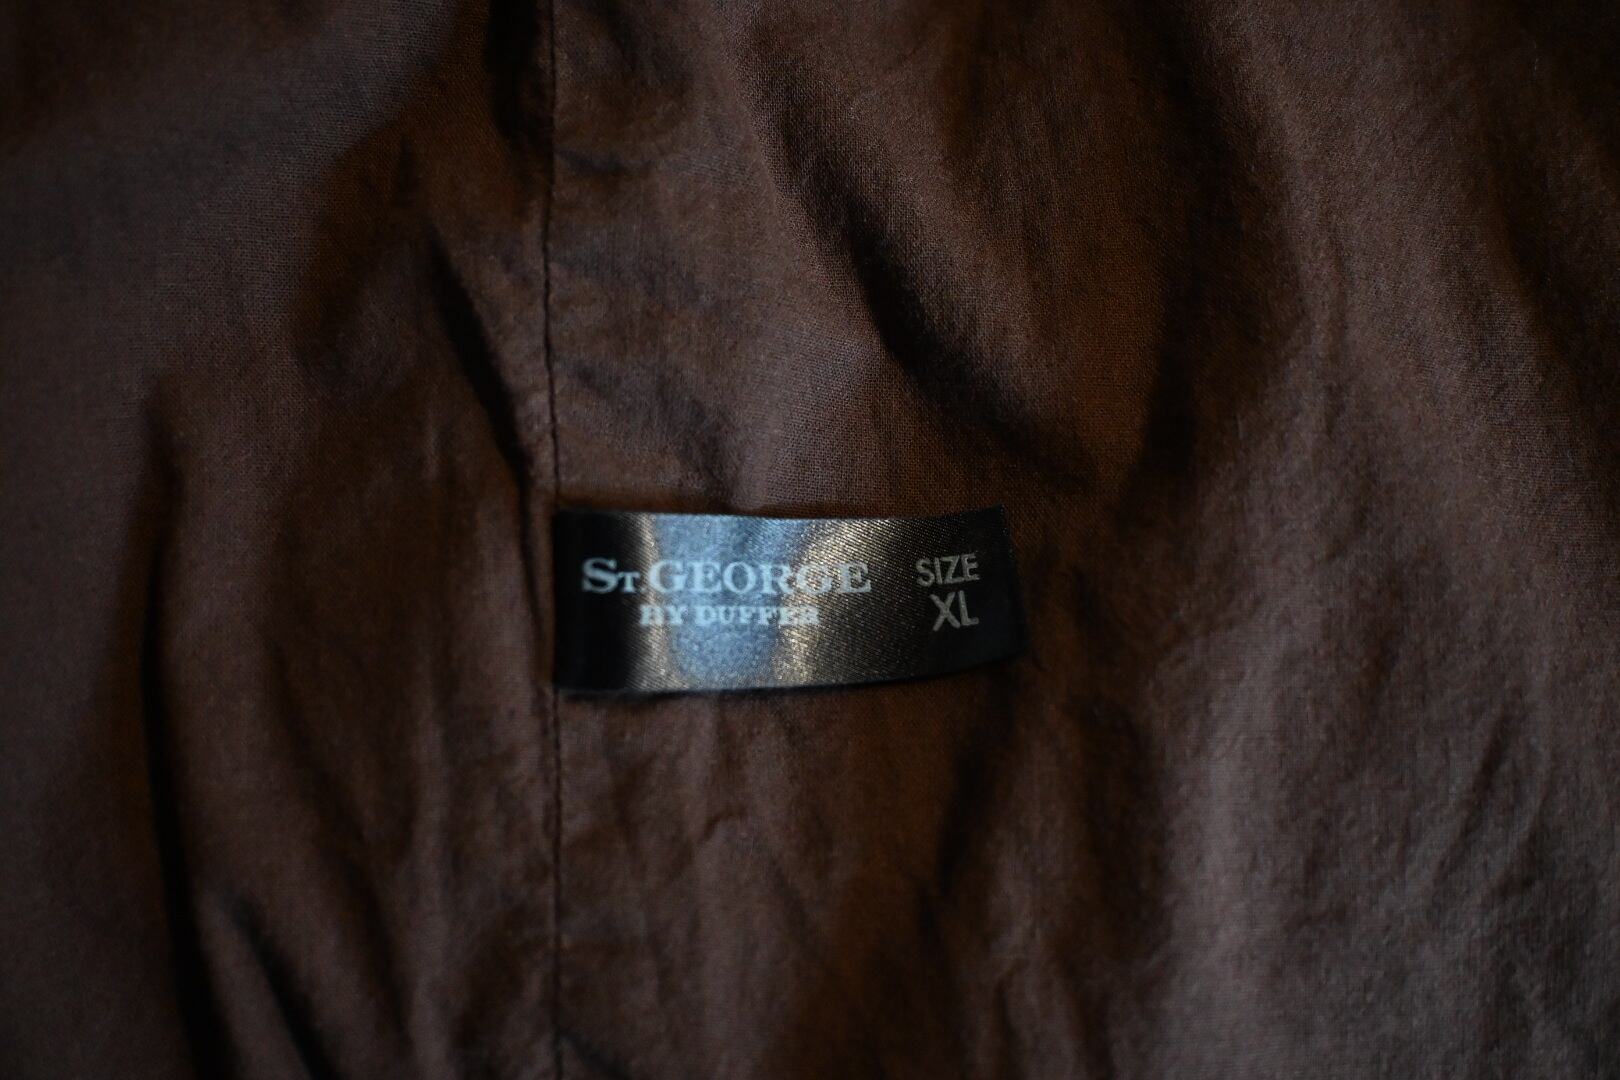 St GEORGE
BY DUFFER
SIZE
XL